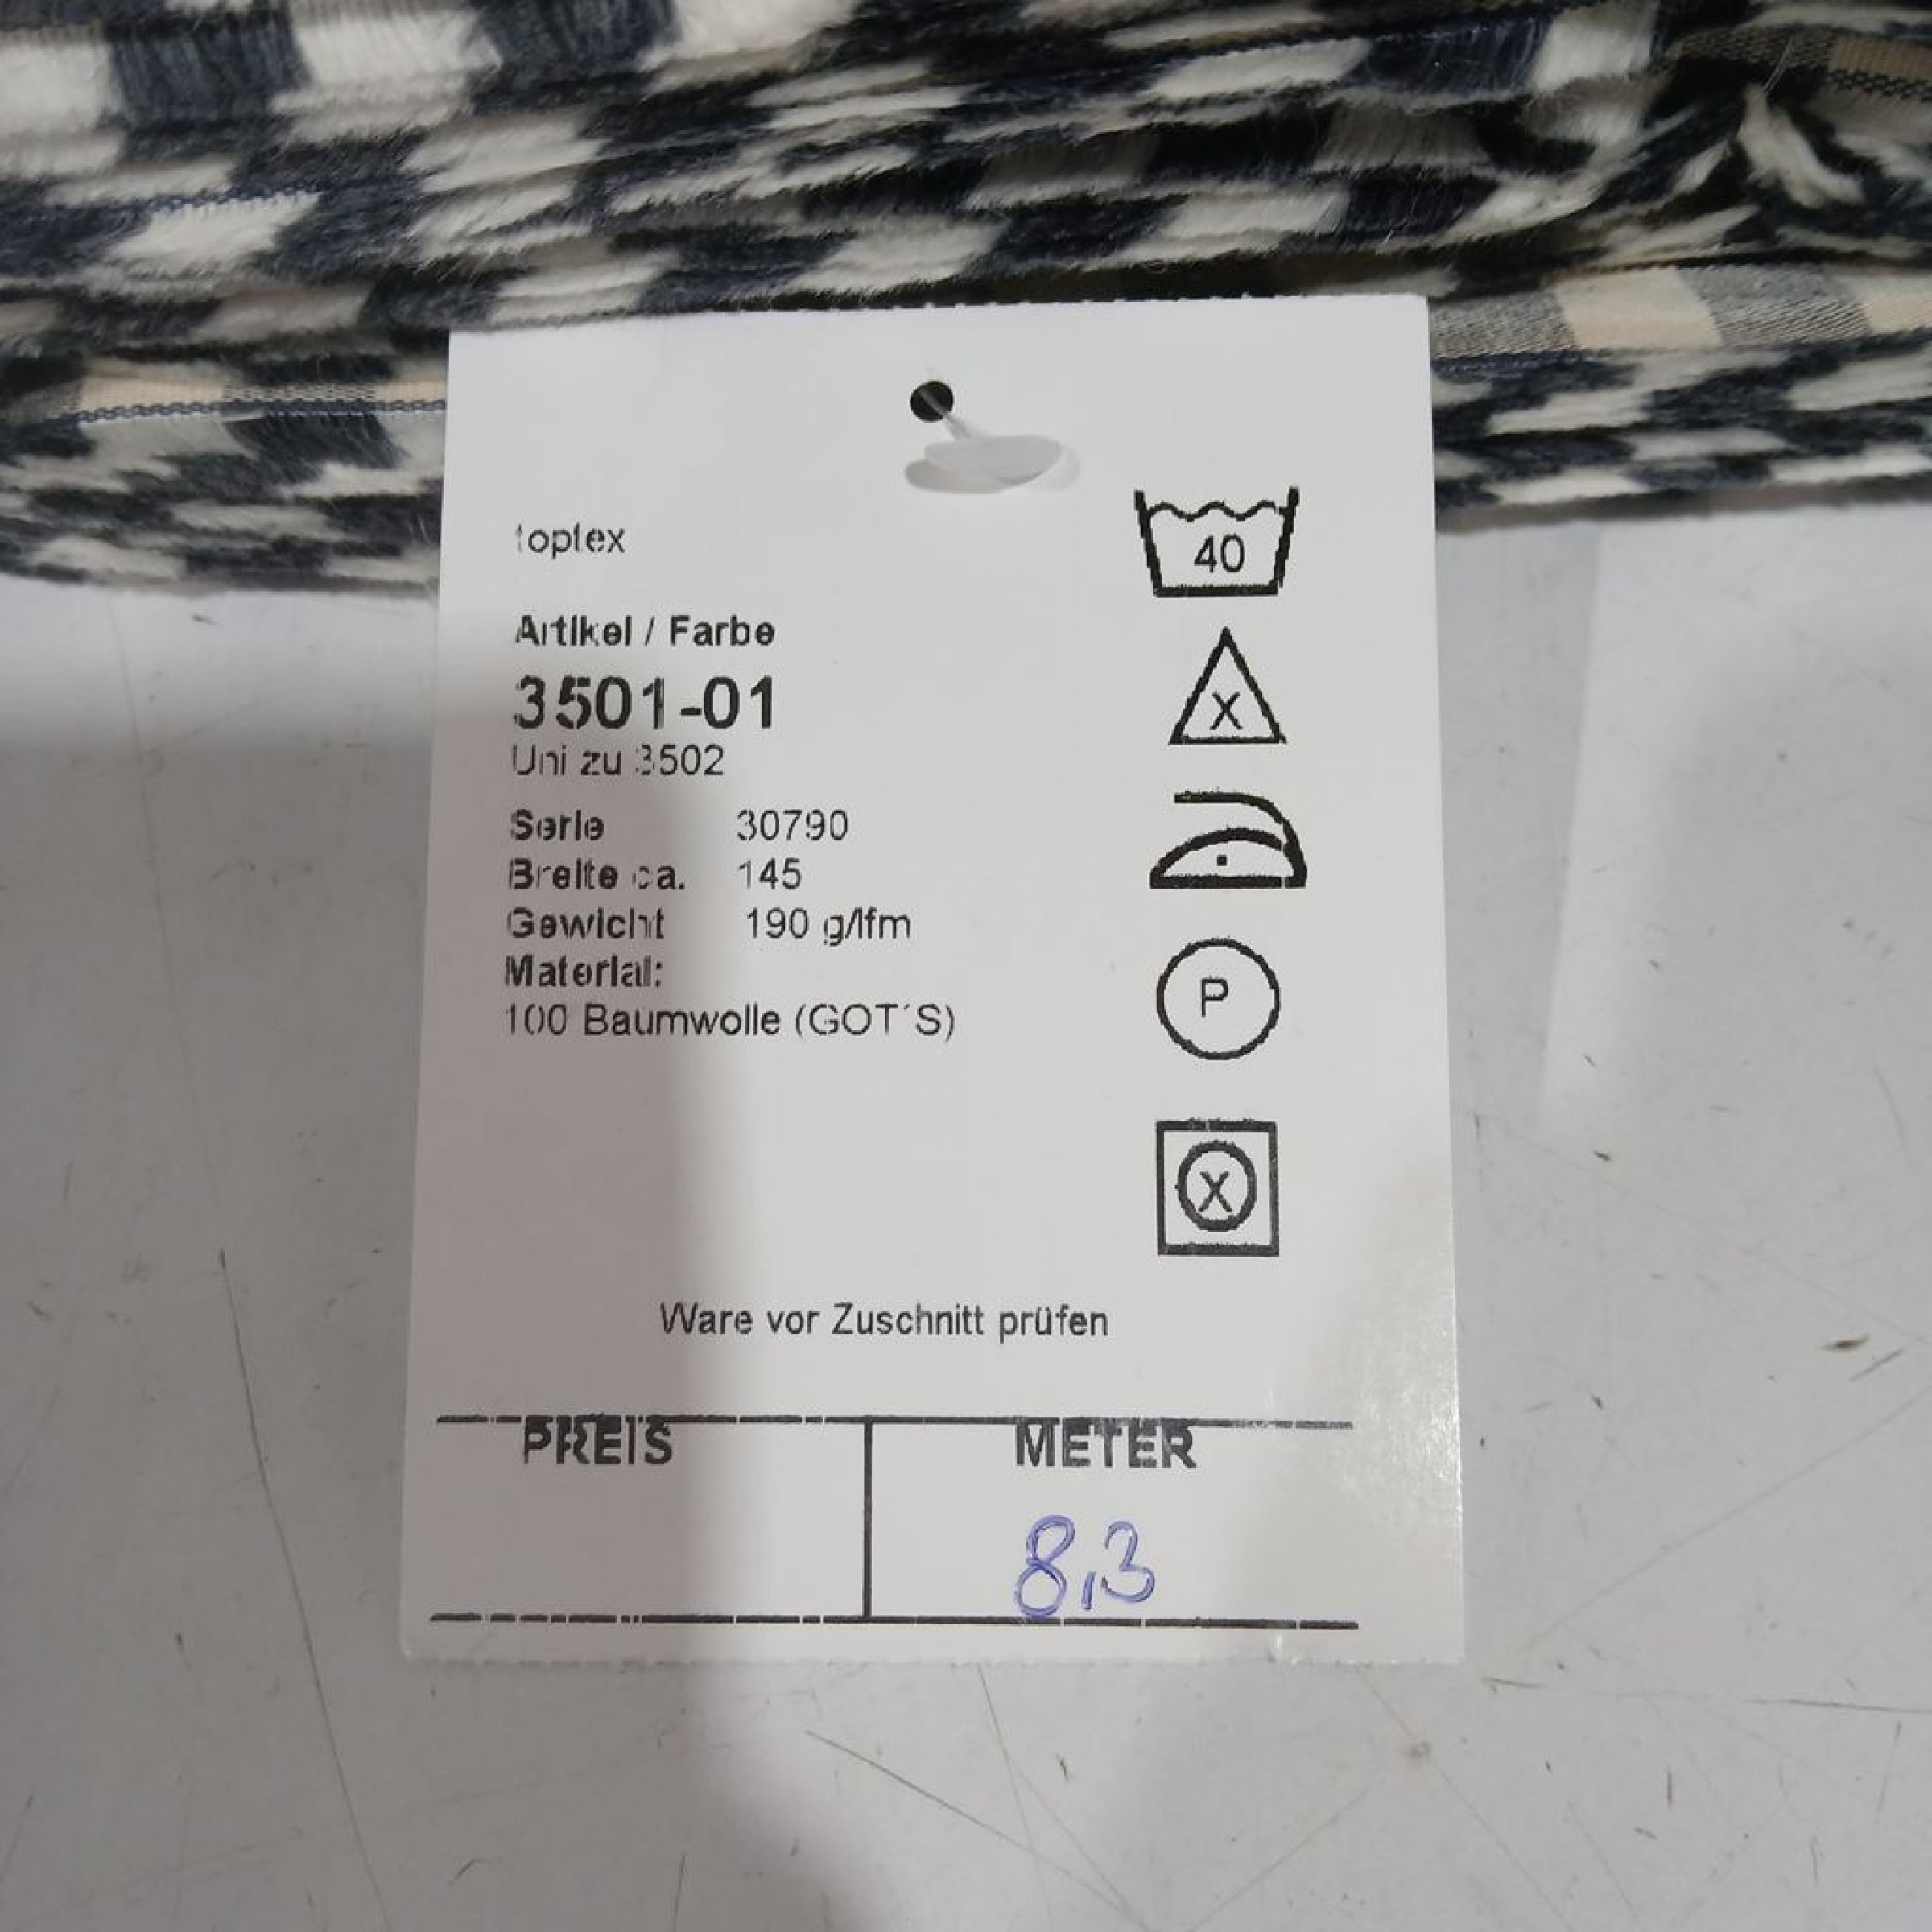 toptex
Artikel / Farbe
3501-01
Uni zu 3502
Serie 30790
Breite ca. 145
Gewicht 190 g/lfm
Material:
100 Baumwolle (GOT´S)
40
X
P
X
Ware vor Zuschnitt prüfen
PREIS METER
8,3